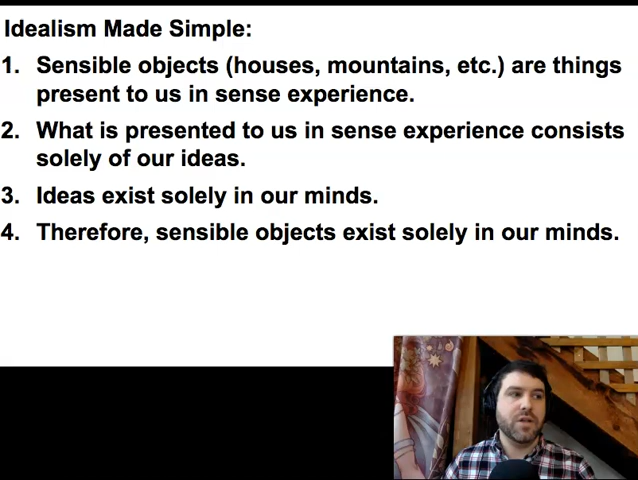 Idealism Made Simple:
1. Sensible objects (houses, mountains, etc.) are things
present to us in sense experience.
2. What is presented to us in sense experience consists
solely of our ideas.
3. Ideas exist solely in our minds.
4. Therefore, sensible objects exist solely in our minds.